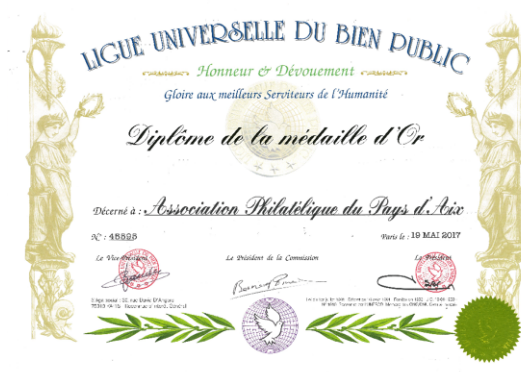 LIGUE UNIVERSELLE DU BIEN PUBLIC
Honneur & Dévouement
Gloire aux meilleurs Serviteurs de l'Humanité
Diplôme de la médaille d'Or
Décerné à : Association Philatélique du Pays d'Aix
N° : 45595 Paris le : 19 MAI 2017
Le Vice-Président Le Président de la Commission Le Président